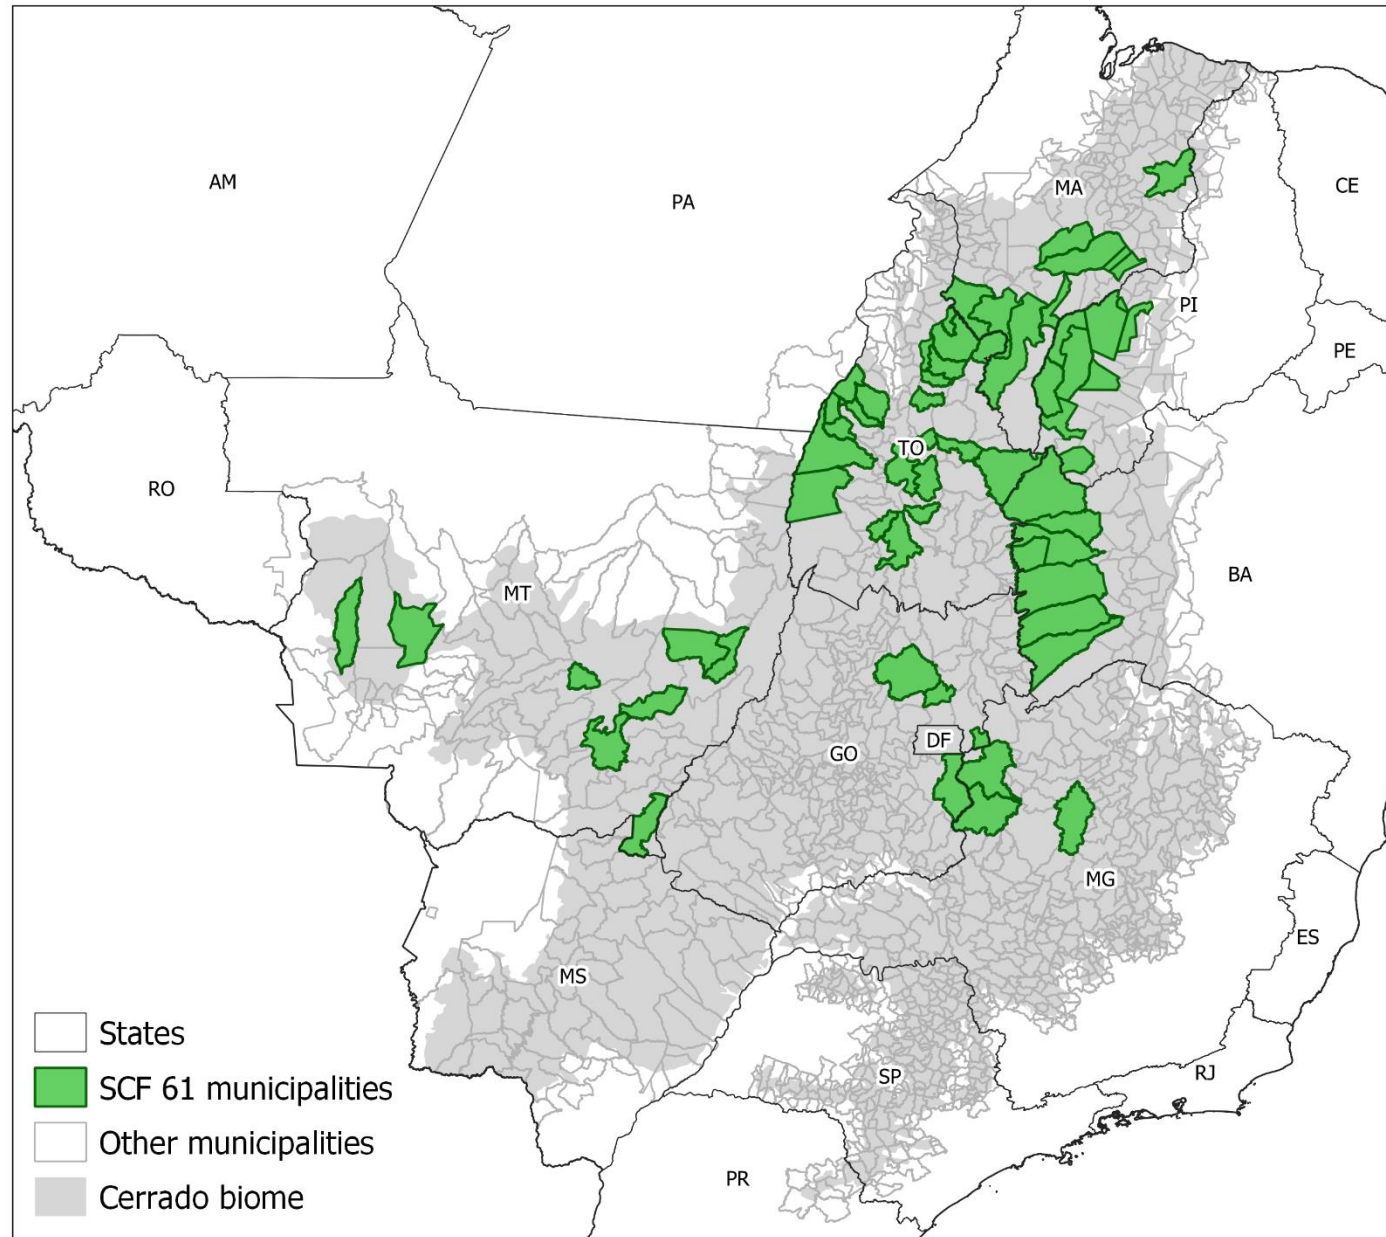 AM
PA
MA
CE
PI
PE
TO
RO
BA
MT
DF
GO
MG
ES
MS
SP
RJ
PR
States
SCF 61 municipalities
Other municipalities
Cerrado biome